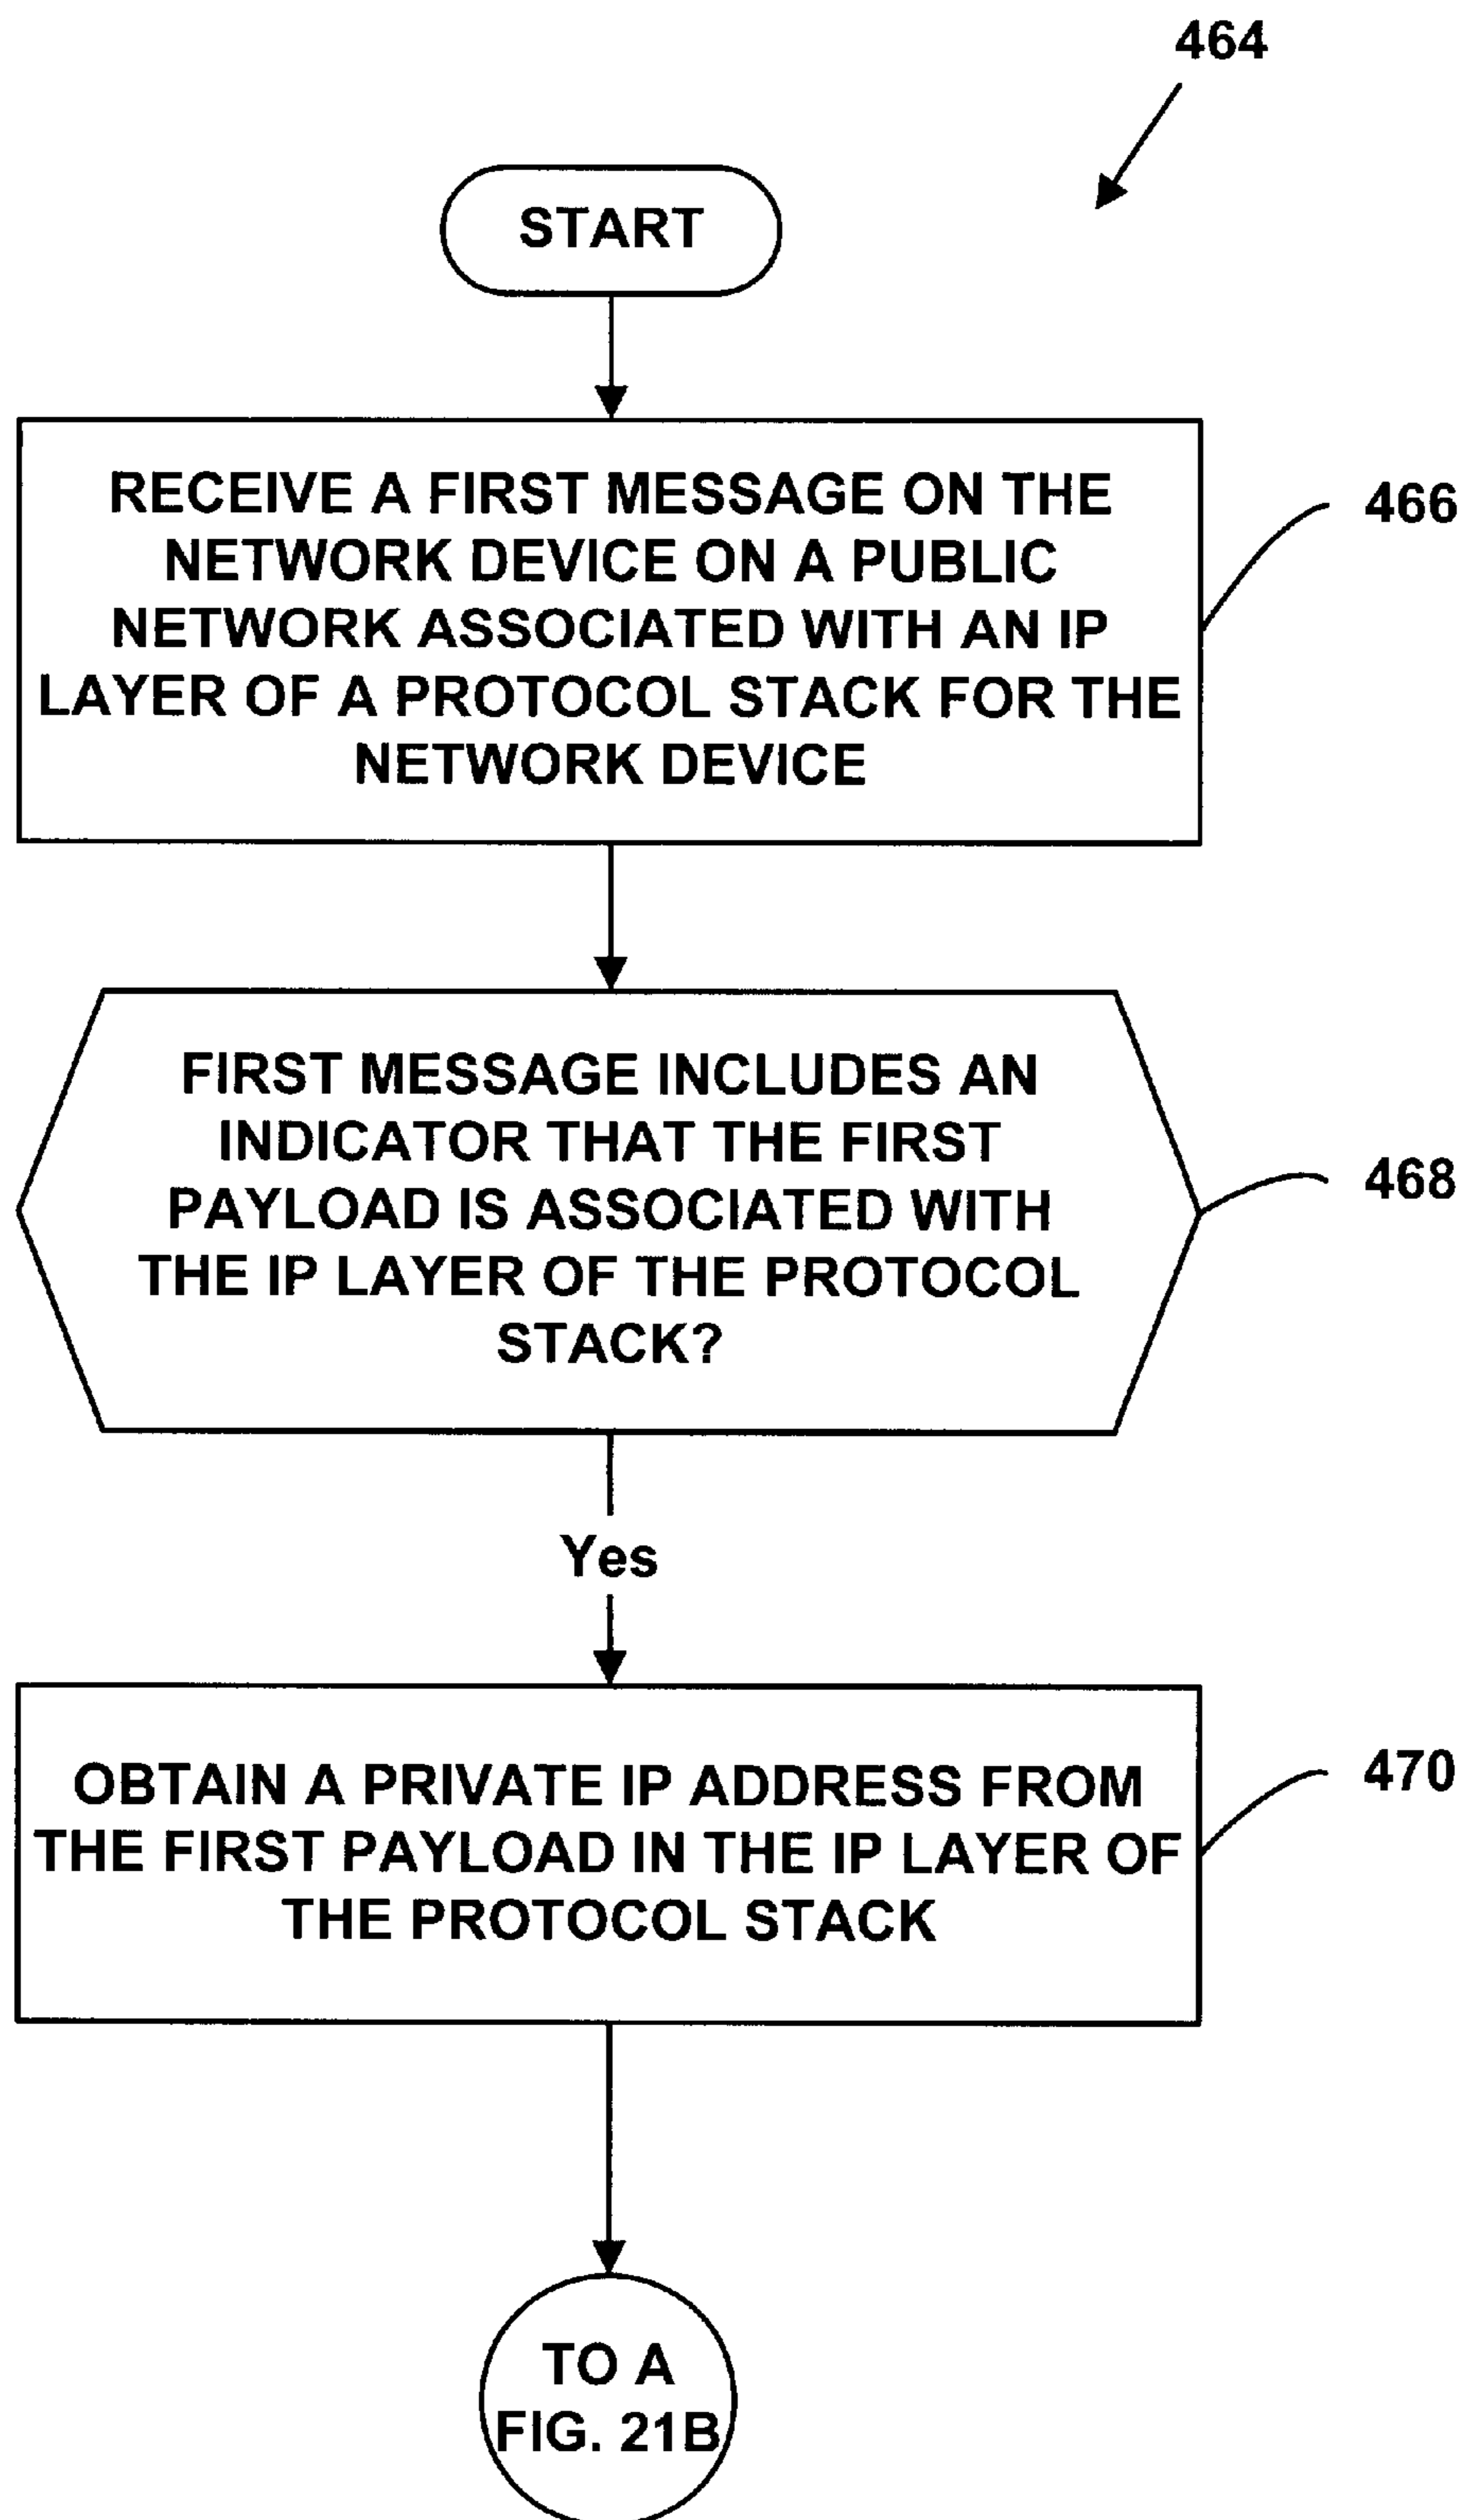 464
START
RECEIVE A FIRST MESSAGE ON THE
NETWORK DEVICE ON A PUBLIC
NETWORK ASSOCIATED WITH AN IP
LAYER OF A PROTOCOL STACK FOR THE
NETWORK DEVICE
466
FIRST MESSAGE INCLUDES AN
INDICATOR THAT THE FIRST
PAYLOAD IS ASSOCIATED WITH
THE IP LAYER OF THE PROTOCOL
STACK?
468
Yes
OBTAIN A PRIVATE IP ADDRESS FROM
THE FIRST PAYLOAD IN THE IP LAYER OF
THE PROTOCOL STACK
470
TO A
FIG. 21B